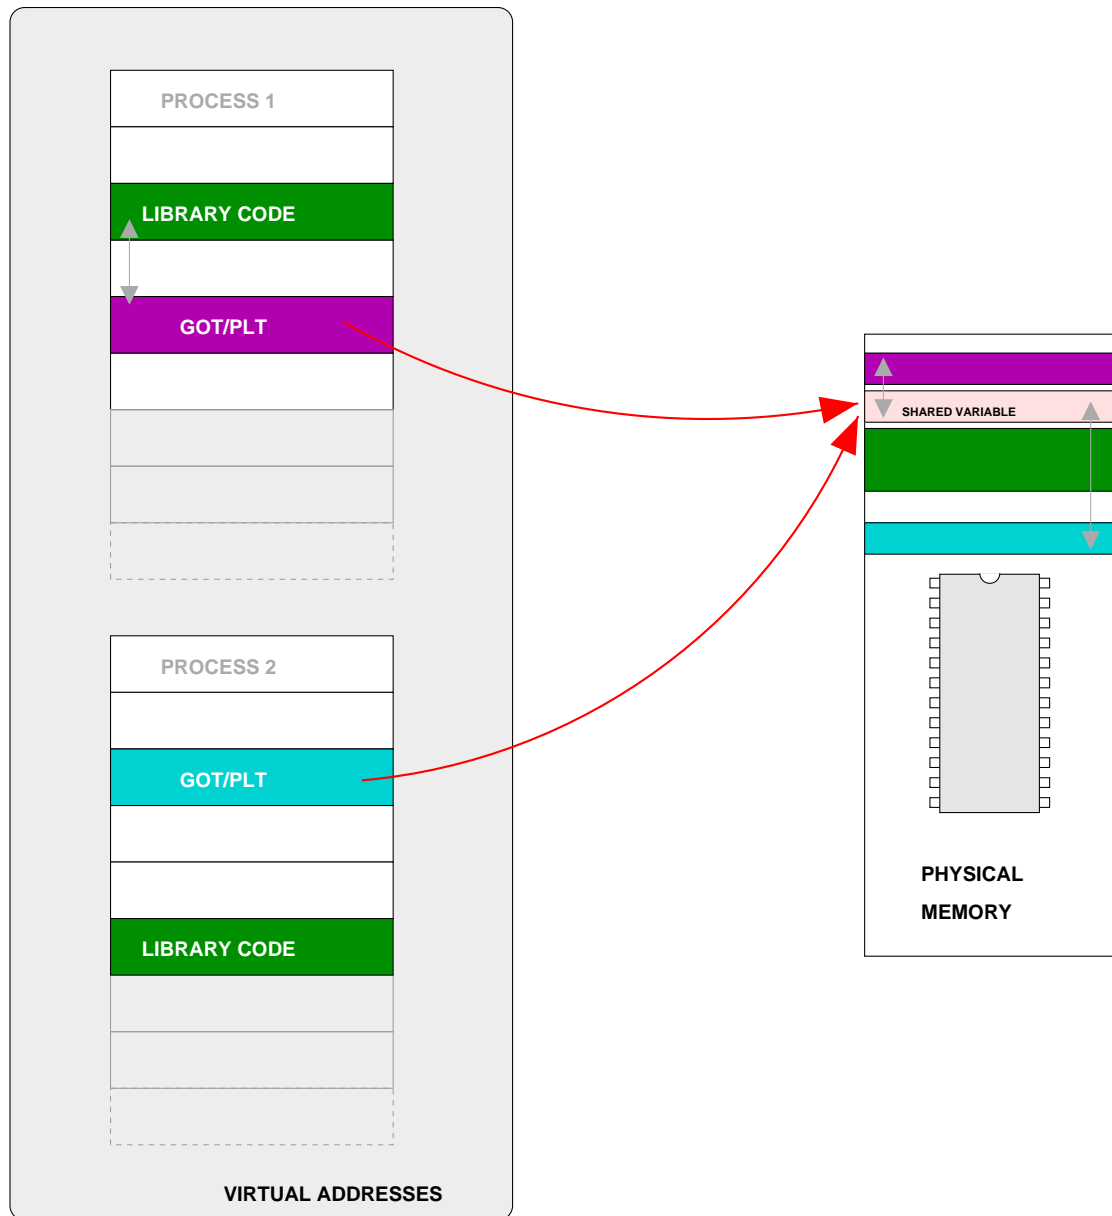 PROCESS 1
LIBRARY CODE
GOT/PLT
SHARED VARIABLE
PROCESS 2
GOT/PLT
LIBRARY CODE
PHYSICAL
MEMORY
VIRTUAL ADDRESSES